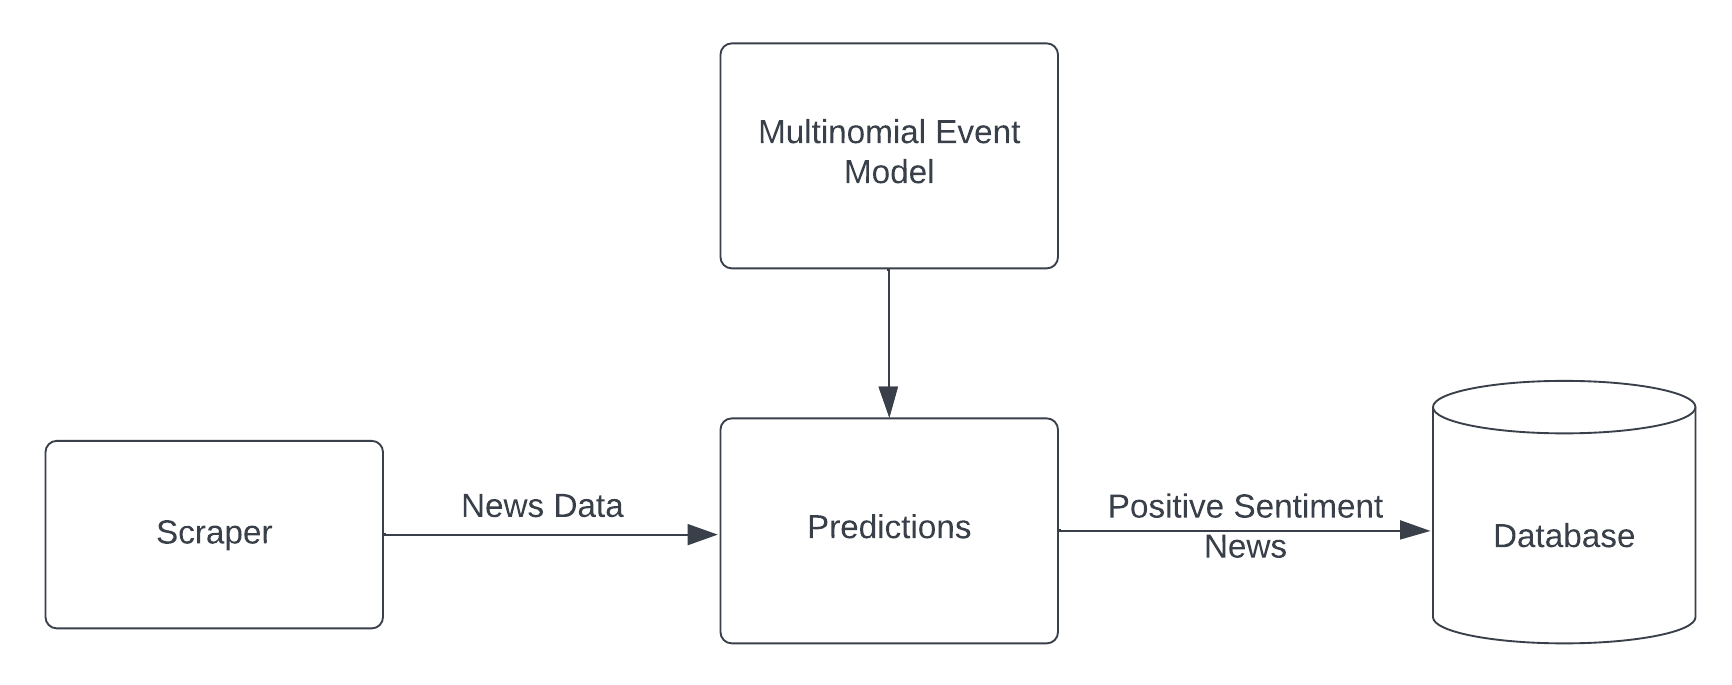 Multinomial Event
Model
Scraper
News Data
Predictions
Positive Sentiment
News
Database